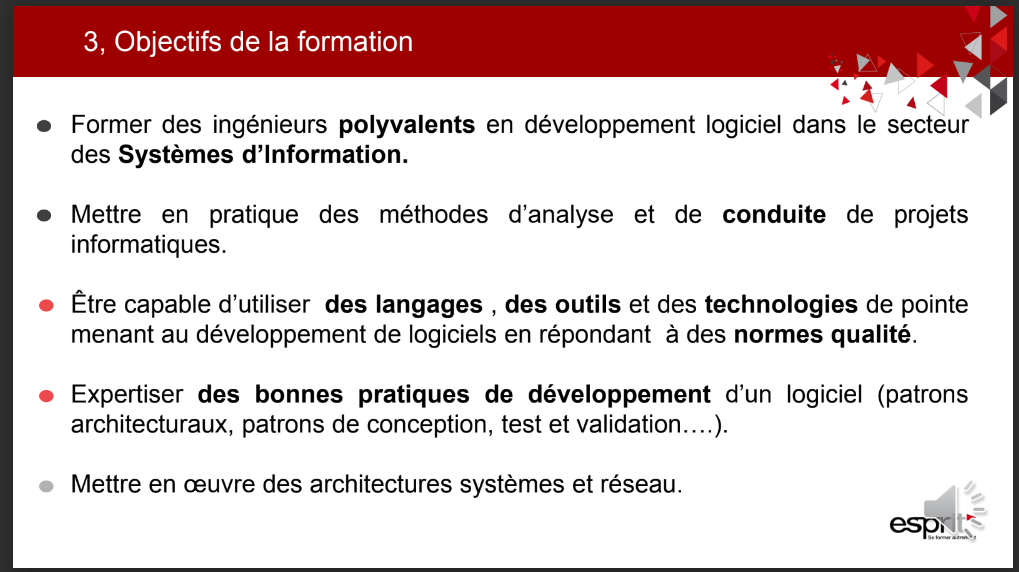 3, Objectifs de la formation
Former des ingénieurs polyvalents en développement logiciel dans le secteur
des Systèmes d’Information.
Mettre en pratique des méthodes d’analyse et de conduite de projets
informatiques.
Être capable d’utiliser des langages , des outils et des technologies de pointe
menant au développement de logiciels en répondant à des normes qualité.
Expertiser des bonnes pratiques de développement d’un logiciel (patrons
architecturaux, patrons de conception, test et validation….).
Mettre en œuvre des architectures systèmes et réseau.
esprit
Se former autrement